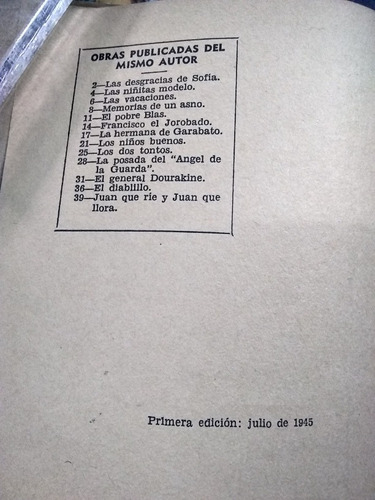 OBRAS PUBLICADAS DEL
MISMO AUTOR
2—Las desgracias de Sofía.
4—Las niñitas modelo.
6—Las vacaciones.
8—Memorias de un asno.
11—El pobre Blas.
14—Francisco el Jorobado.
17—La hermana de Garabato.
21—Los niños buenos.
25—Los dos tontos.
28—La posada del "Angel de
la Guarda".
31—El general Dourakine.
36—El diablillo.
39—Juan que ríe y Juan que
llora.
Primera edición: julio de 1945